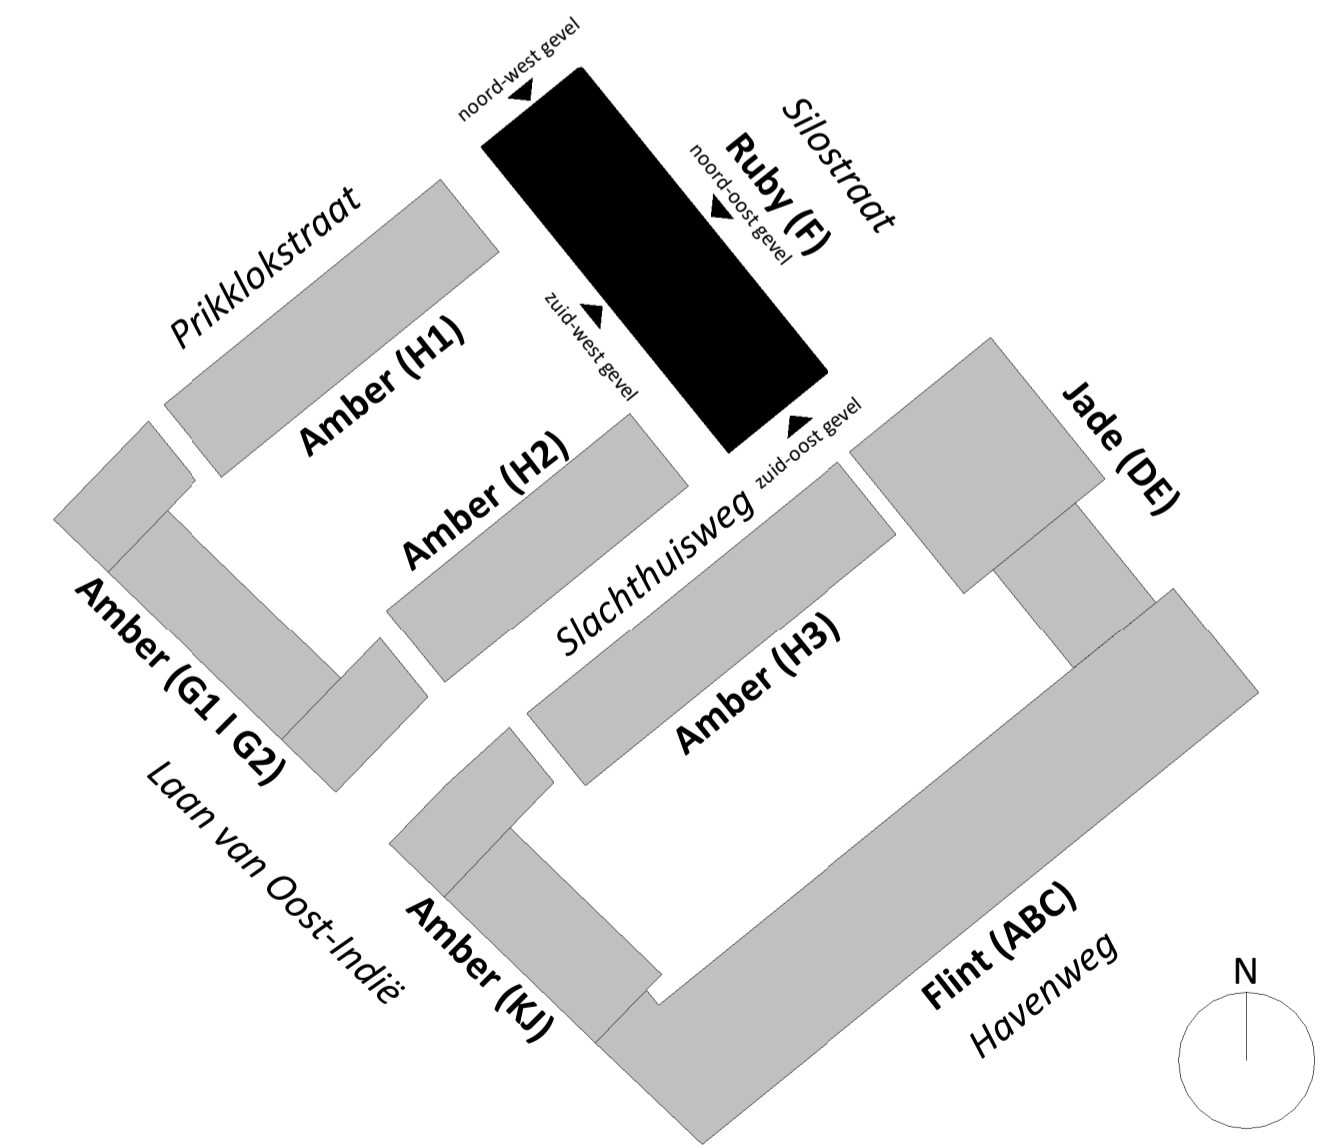 noord-west gevel
Silostraat
Ruby (F)
noord-oost gevel
Prikklokstraat
zuid-west gevel
Amber (H1)
Jade (DE)
zuid-oost gevel
Amber (H2)
Slachthuisweg
Amber (G1 I G2)
Amber (H3)
Laan van Oost-Indië
Amber (KJ)
Flint (ABC)
Havenweg
N